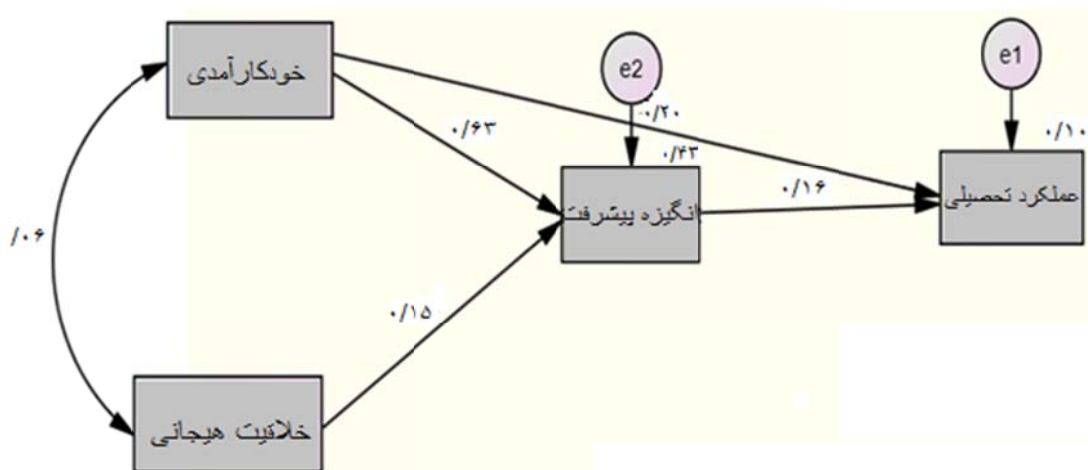 خودکارآمدی
e2
e1
۰/۲۰
۰/۶۳
۰/۴۳
۰/۱۰
انگیزه پیشرفت
۰/۱۶
عملکرد تحصیلی
/۰۶
۰/۱۵
خلاقیت هیجانی